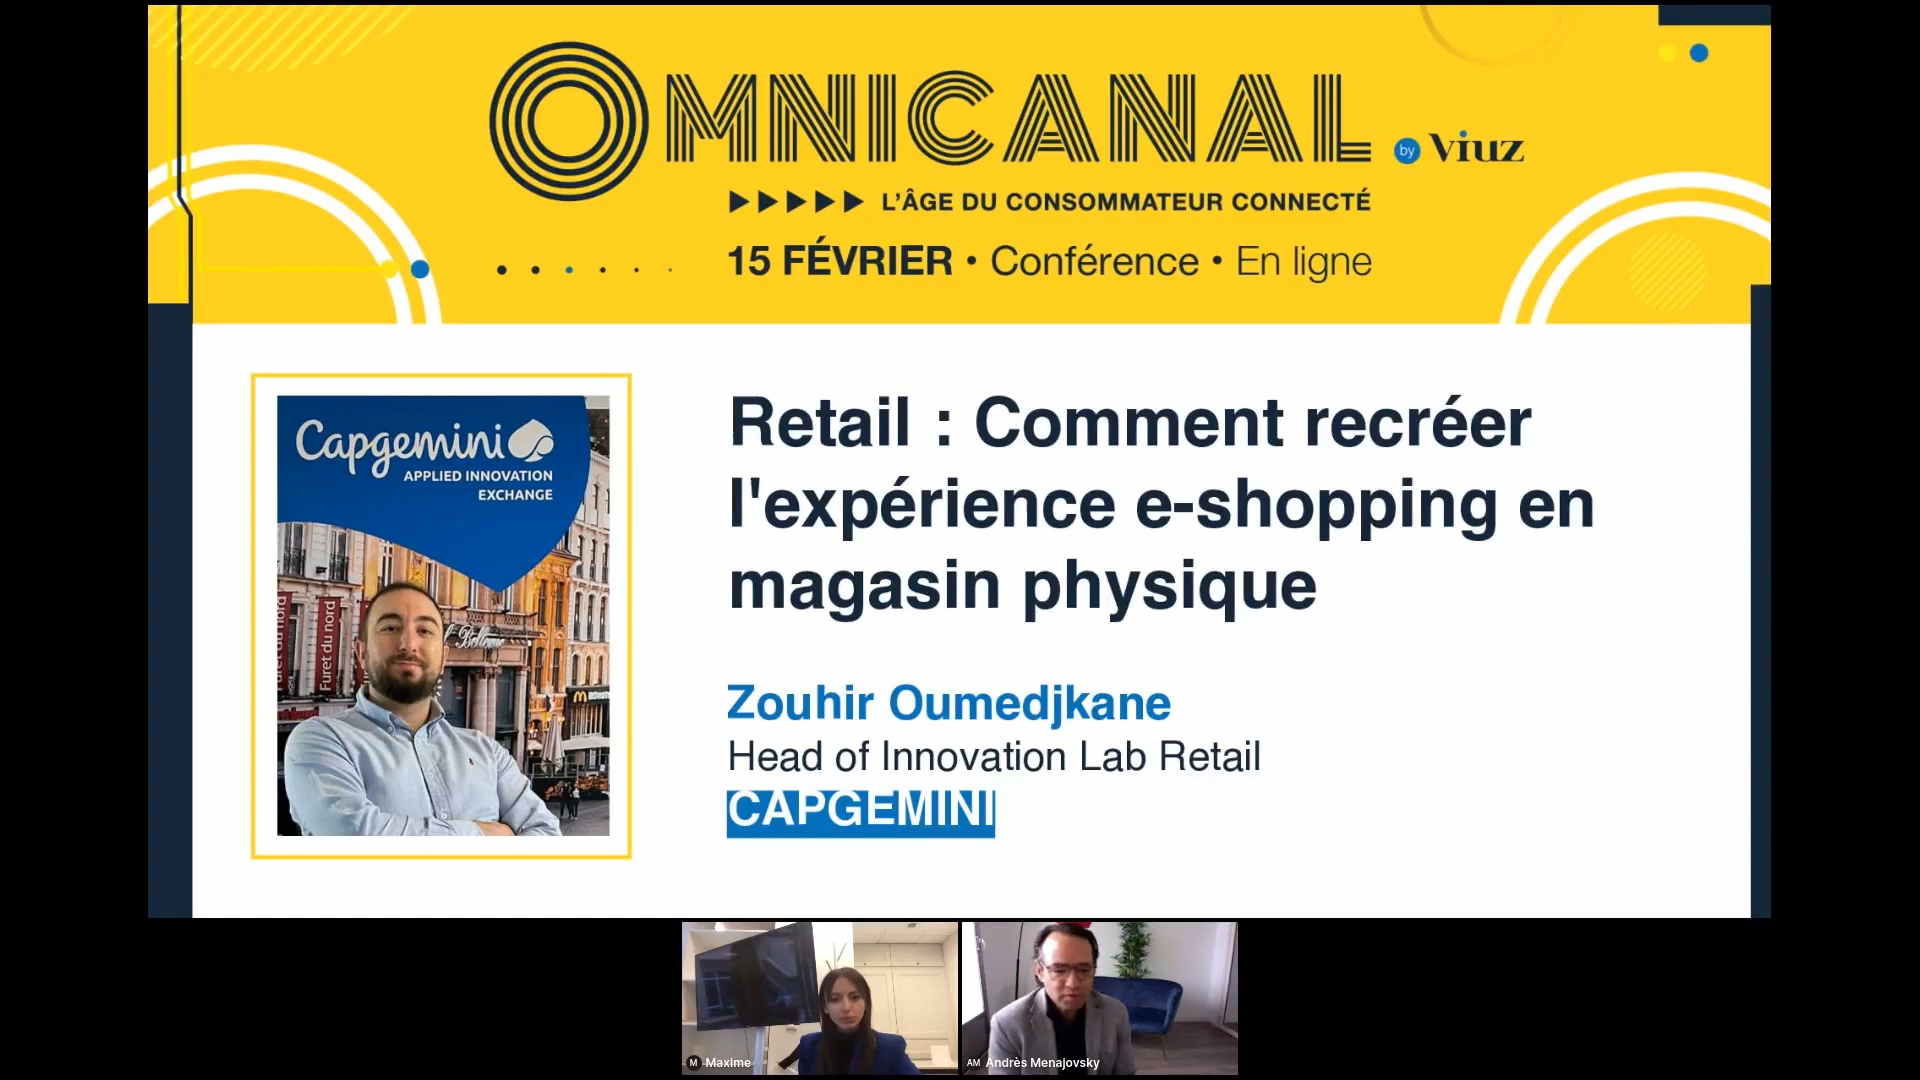 OMNICANAL by Viuz
L'ÂGE DU CONSOMMATEUR CONNECTÉ
15 FÉVRIER • Conférence • En ligne
Capgemini
APPLIED INNOVATION
EXCHANGE
Furet du nord
Retail : Comment recréer
l'expérience e-shopping en
magasin physique
Zouhir Oumedjkane
Head of Innovation Lab Retail
CAPGEMINI
M Maxime
AM Andrès Menajovsky